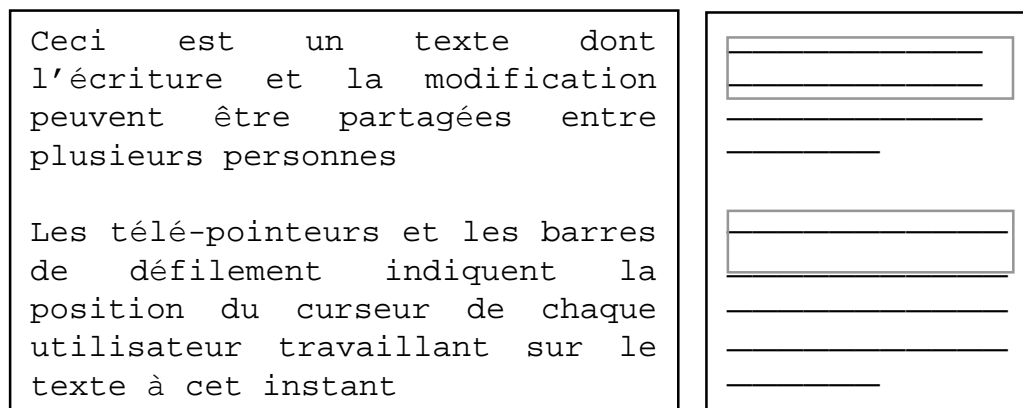 Ceci est un texte dont
l'écriture et la modification
peuvent être partagées entre
plusieurs personnes
Les télé-pointeurs et les barres
de défilement indiquent la
position du curseur de chaque
utilisateur travaillant sur le
texte à cet instant